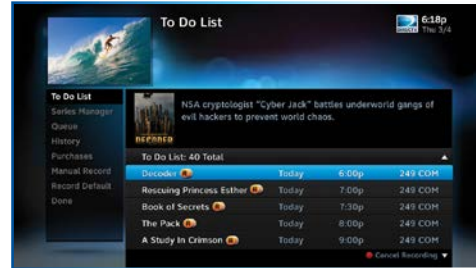 To Do List
6:18p
Thu 3/4
To Do List
Series Manager
Queue
History
Purchases
Manual Record
Record Default
Done
DECODER
NSA cryptologist "Cyber Jack" battles underworld gangs of
evil hackers to prevent world chaos.
To Do List: 40 Total
Decoder Today 6:00p 249 COM
Rescuing Princess Esther Today 7:00p 249 COM
Book of Secrets Today 7:30p 249 COM
The Pack Today 8:00p 249 COM
A Study In Crimson Today 9:00p 249 COM
Cancel Recording